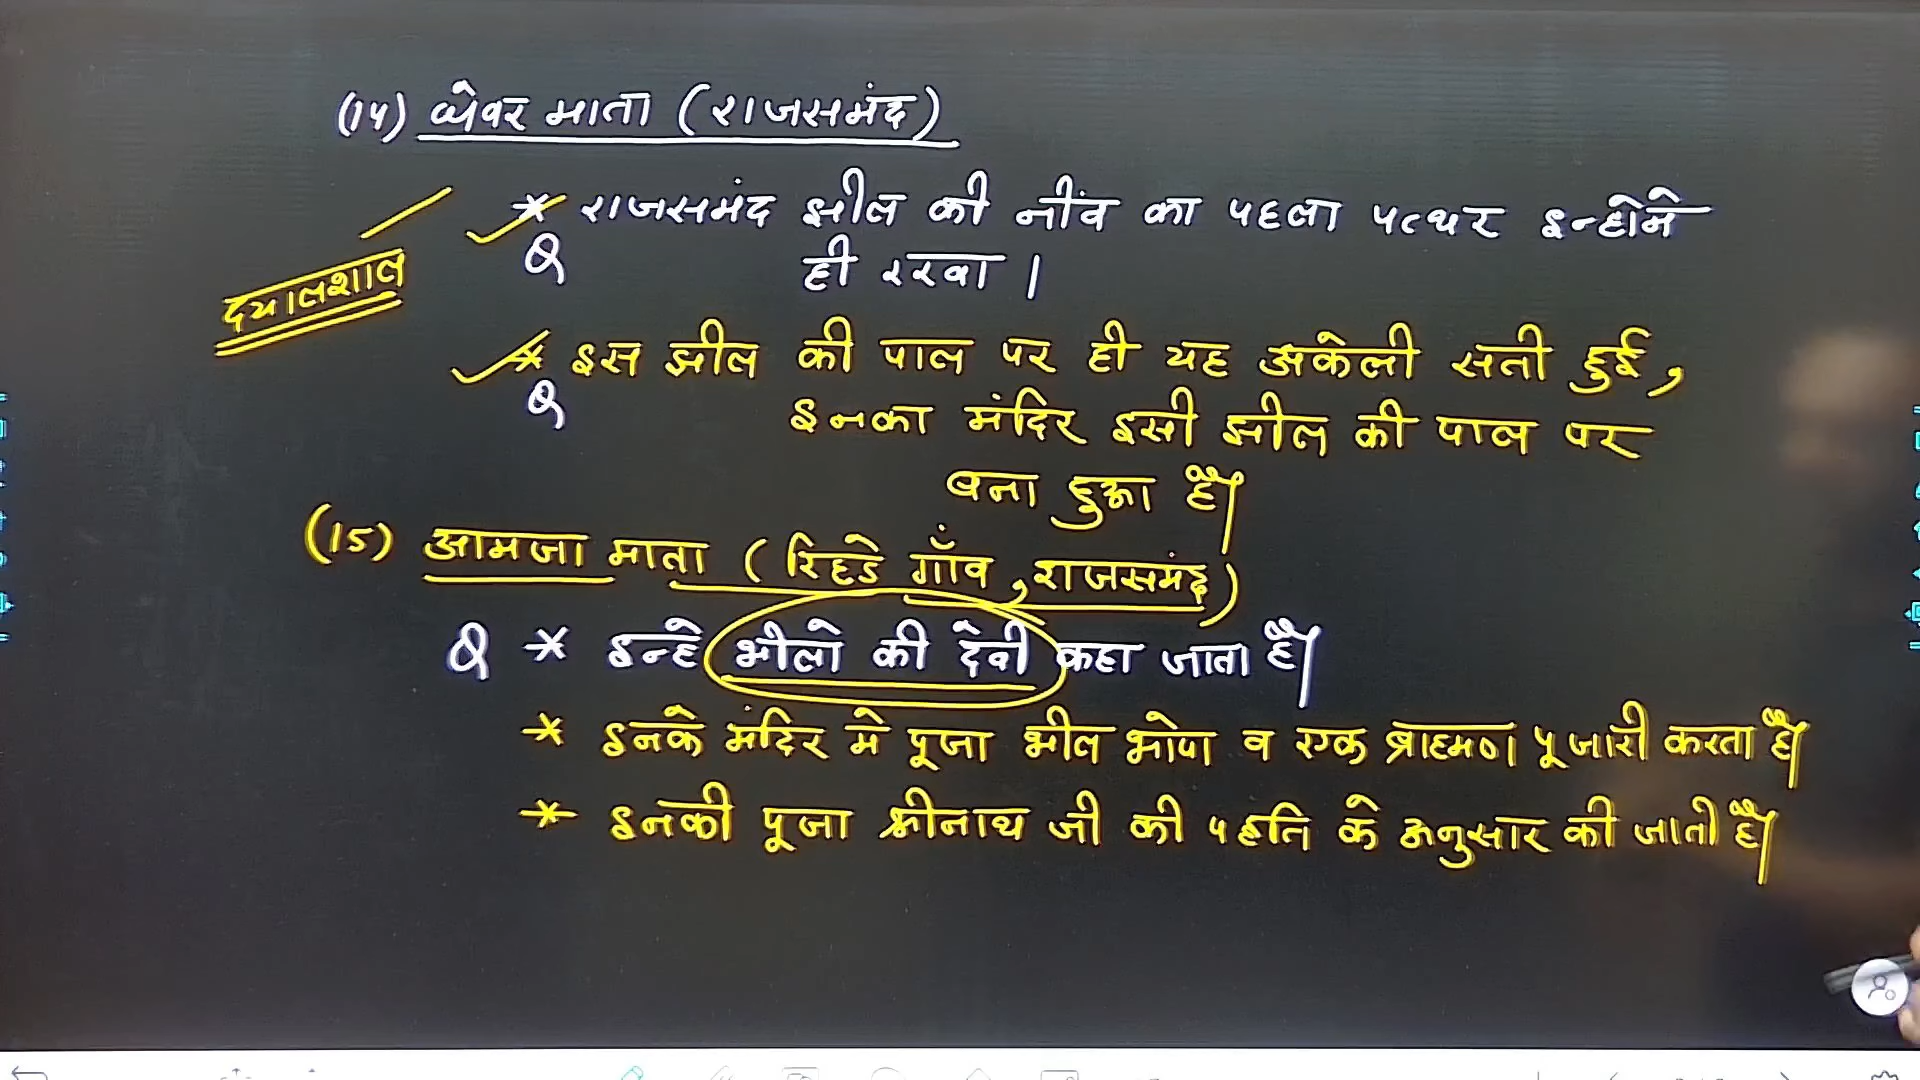 (14) घेवर माता (राजसमंद)
* राजसमंद झील की नींव का पहला पत्थर इन्होने
Q ही रखा।
दयालशाल
* इस झील की पाल पर ही यह अकेली सती हुई,
Q इनका मंदिर इसी झील की पाल पर
बना हुआ है।
(15) आमजा माता (रिहडे गाँव, राजसमंद)
Q * इन्हे भीलो की देवी कहा जाता है।
* इनके मंदिर मे पूजा भील भोपा व एक ब्राह्मण पूजारी करता है।
* इनकी पूजा श्रीनाथ जी की पद्धति के अनुसार की जाती है।